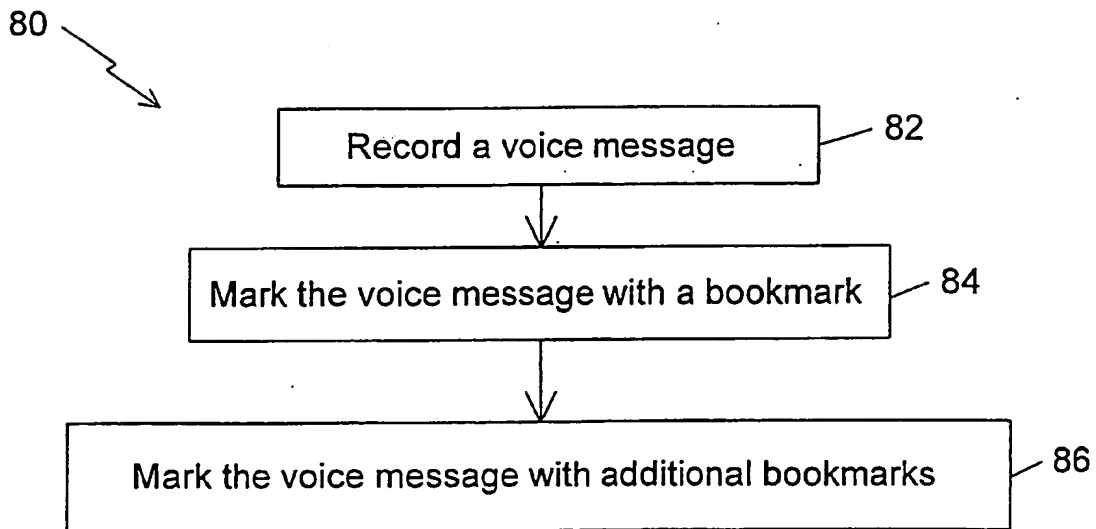 80
Record a voice message
82
Mark the voice message with a bookmark
84
Mark the voice message with additional bookmarks
86